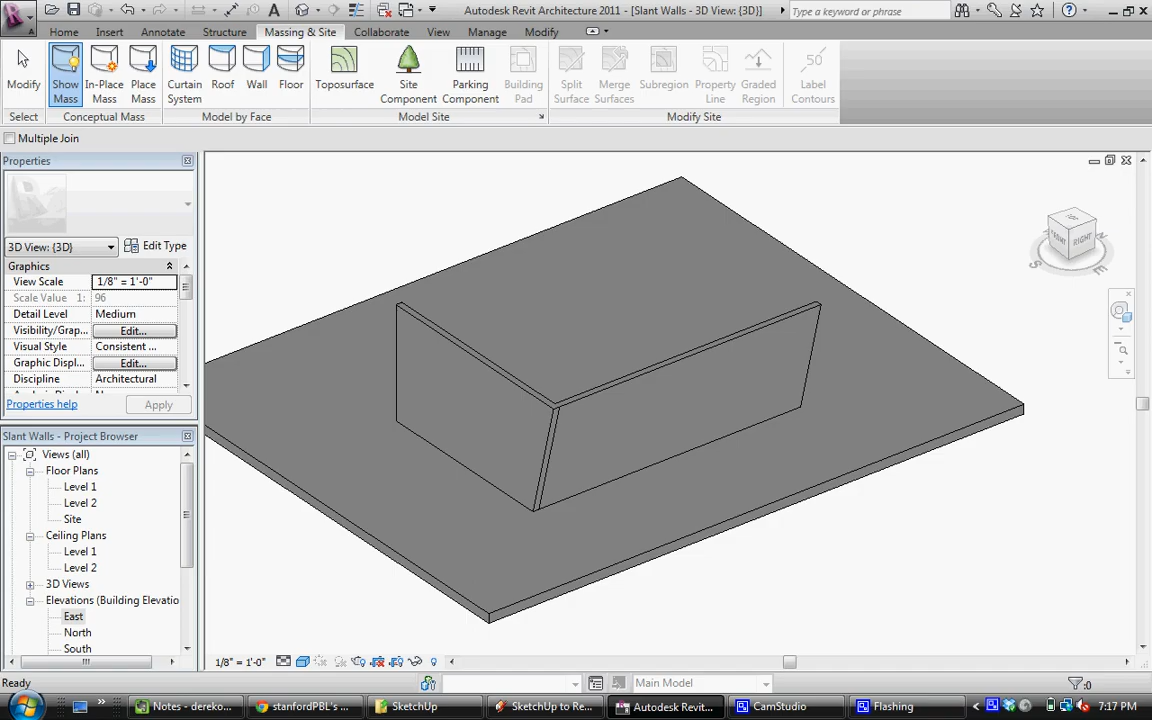 Autodesk Revit Architecture 2011 - [Slant Walls - 3D View: {3D}]
Type a keyword or phrase
Home Insert Annotate Structure Massing & Site Collaborate View Manage Modify
Modify
Show Mass
In-Place Mass
Place Mass
Curtain System
Roof
Wall
Floor
Toposurface
Site Component
Parking Component
Building Pad
Split Surface
Merge Surfaces
Subregion
Property Line
Graded Region
50
Label Contours
Select Conceptual Mass Model by Face Model Site Modify Site
Multiple Join
Properties
3D View: {3D} Edit Type
Graphics
View Scale 1/8" = 1'-0"
Scale Value 1: 96
Detail Level Medium
Visibility/Grap... Edit...
Visual Style Consistent ...
Graphic Displ... Edit...
Discipline Architectural
Properties help Apply
Slant Walls - Project Browser
Views (all)
Floor Plans
Level 1
Level 2
Site
Ceiling Plans
Level 1
Level 2
3D Views
Elevations (Building Elevatio
East
North
South
FRONT RIGHT
S E
1/8" = 1'-0"
Ready
Main Model
:0
Notes - dereko...
stanfordPBL's ...
SketchUp
SketchUp to Re...
Autodesk Revit...
CamStudio
Flashing
7:17 PM